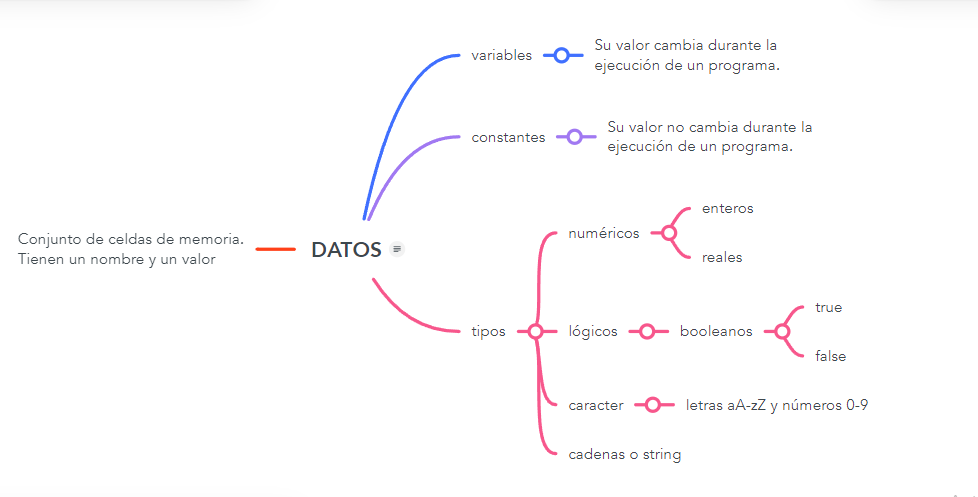 variables
Su valor cambia durante la
ejecución de un programa.
constantes
Su valor no cambia durante la
ejecución de un programa.
Conjunto de celdas de memoria.
Tienen un nombre y un valor
DATOS
tipos
numéricos
enteros
reales
lógicos
booleanos
true
false
caracter
letras aA-zZ y números 0-9
cadenas o string